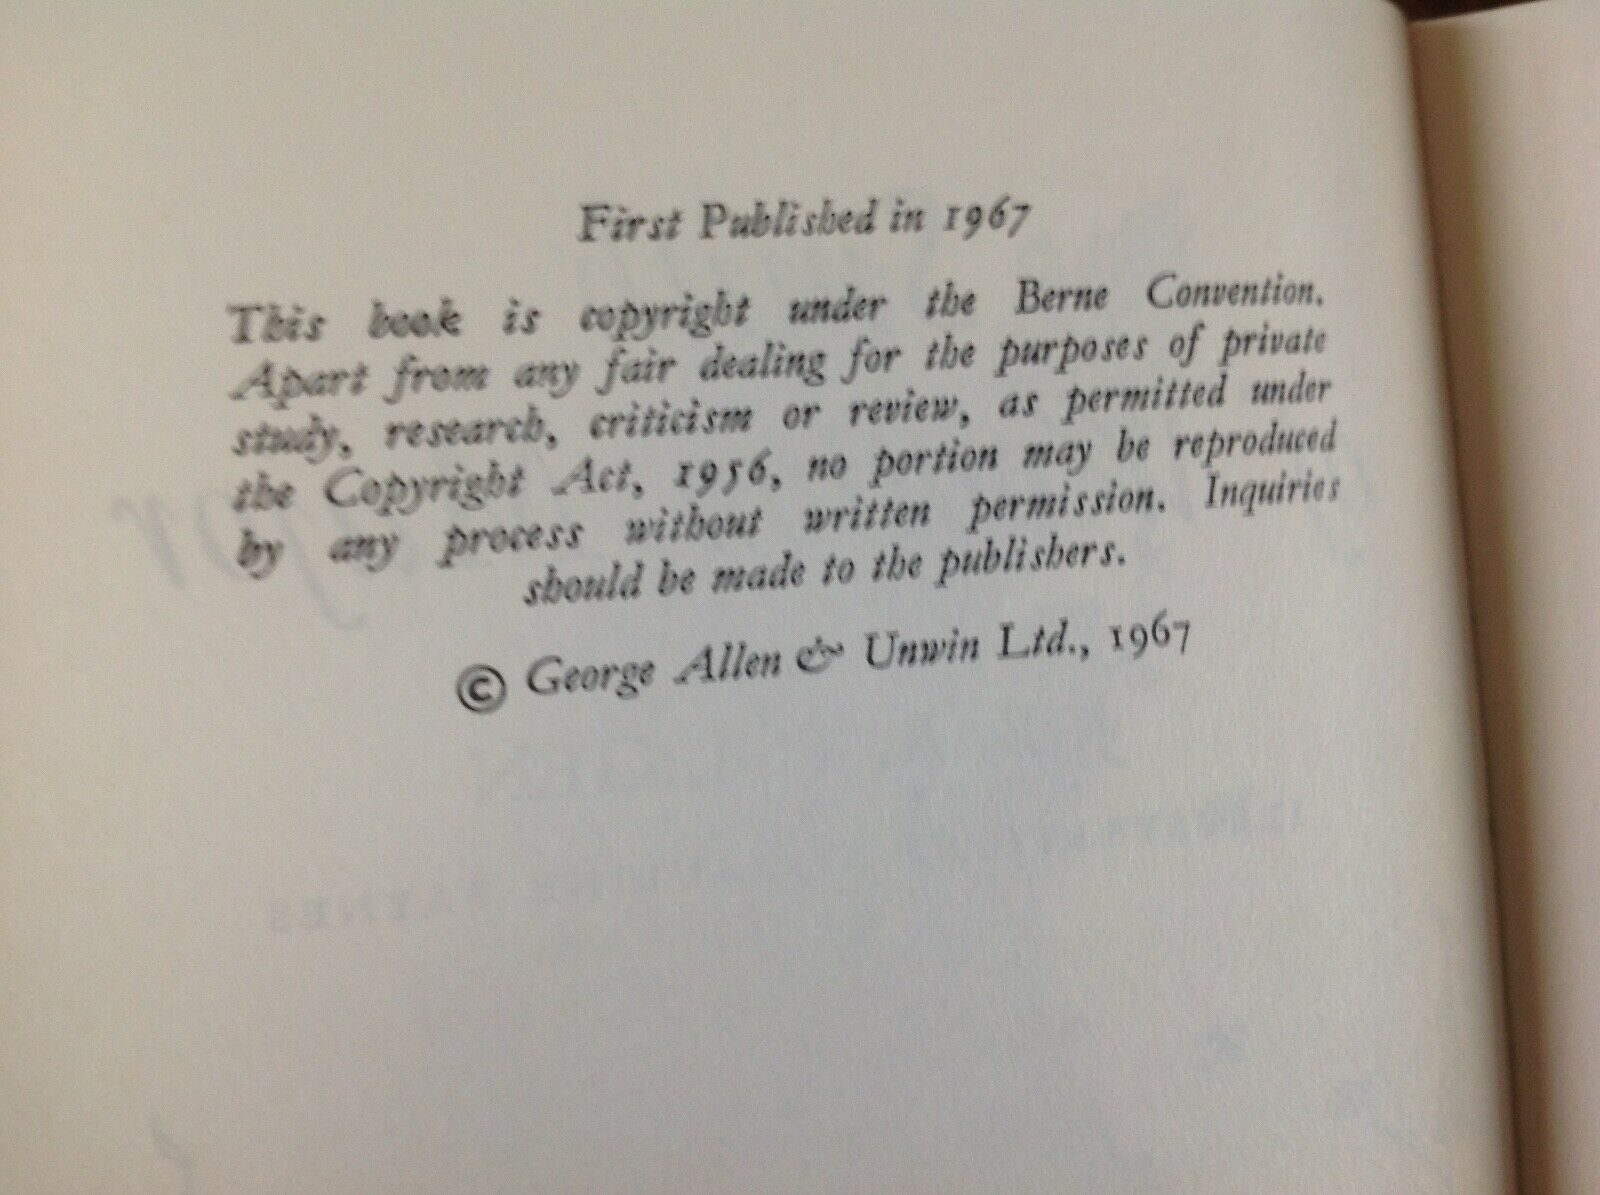 First Published in 1967
This book is copyright under the Berne Convention.
Apart from any fair dealing for the purposes of private
study, research, criticism or review, as permitted under
the Copyright Act, 1956, no portion may be reproduced
by any process without written permission. Inquiries
should be made to the publishers.
© George Allen & Unwin Ltd., 1967